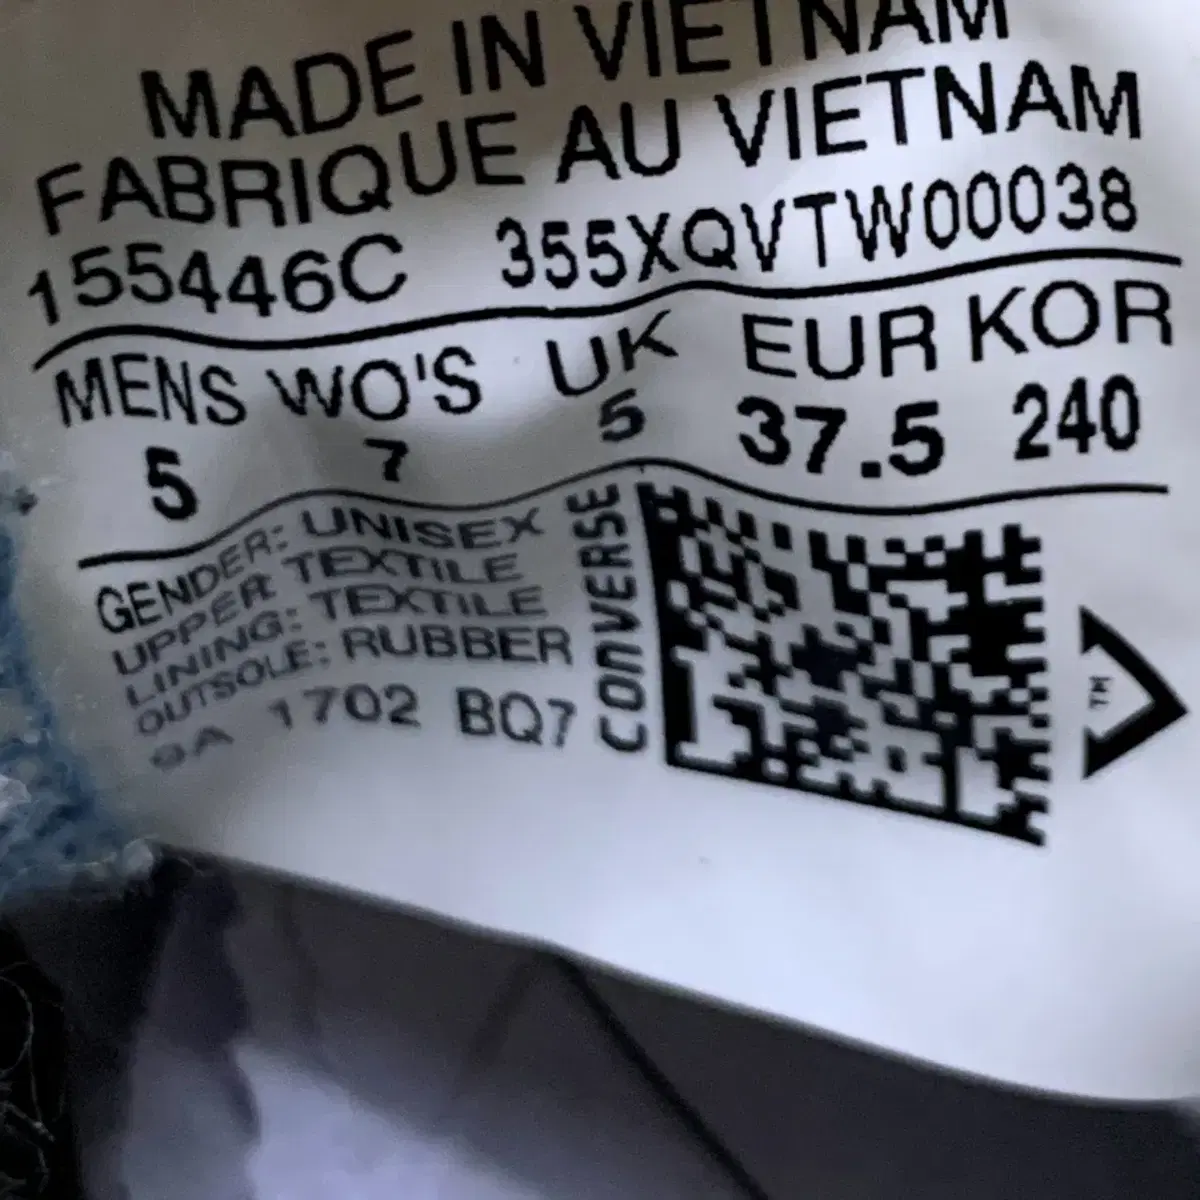 MADE IN VIETNAM
FABRIQUE AU VIETNAM
155446C 355XQVTW00038
MENS WO'S UK EUR KOR
5 7 5 37.5 240
GENDER: UNISEX
UPPER: TEXTILE
LINING: TEXTILE
OUTSOLE: RUBBER
1702 BQ7
CONVERSE
TM